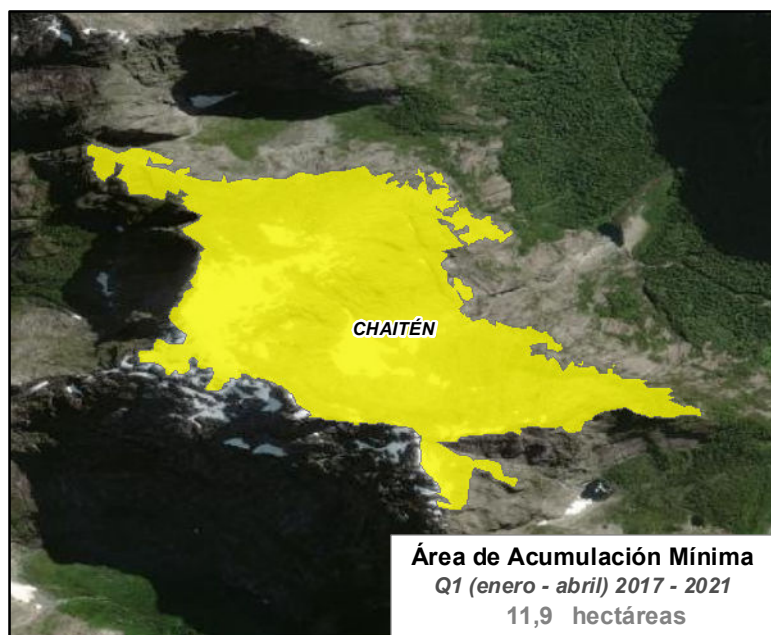 CHAITÉN
Área de Acumulación Mínima
Q1 (enero - abril) 2017 - 2021
11,9 hectáreas